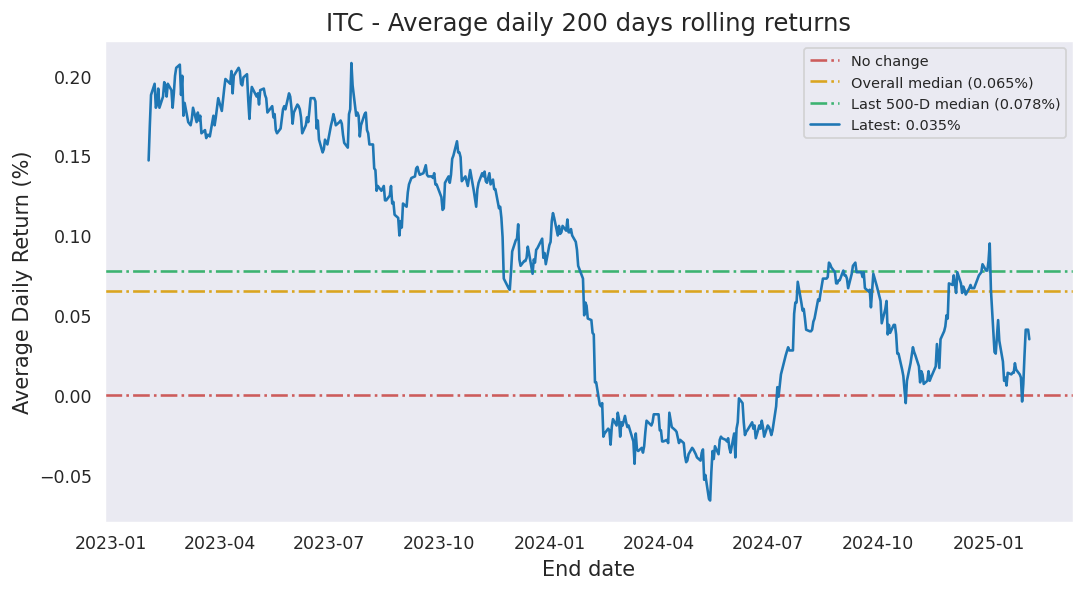 ITC - Average daily 200 days rolling returns
No change
Overall median (0.065%)
Last 500-D median (0.078%)
Latest: 0.035%
Average Daily Return (%)
0.20
0.15
0.10
0.05
0.00
−0.05
2023-01 2023-04 2023-07 2023-10 2024-01 2024-04 2024-07 2024-10 2025-01
End date